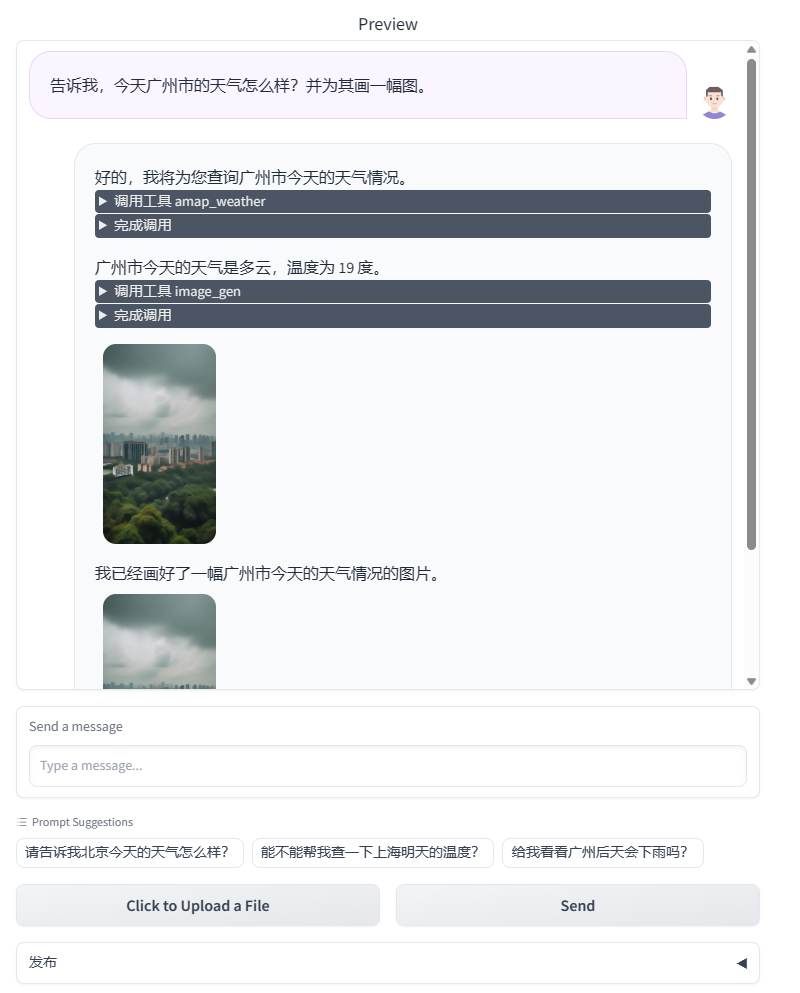 Preview
告诉我，今天广州市的天气怎么样？并为其画一幅图。
好的，我将为您查询广州市今天的天气情况。
调用工具 amap_weather
完成调用
广州市今天的天气是多云，温度为 19 度。
调用工具 image_gen
完成调用
我已经画好了一幅广州市今天的天气情况的图片。
Send a message
Type a message...
Prompt Suggestions
请告诉我北京今天的天气怎么样？
能不能帮我查一下上海明天的温度？
给我看看广州后天会下雨吗？
Click to Upload a File
Send
发布